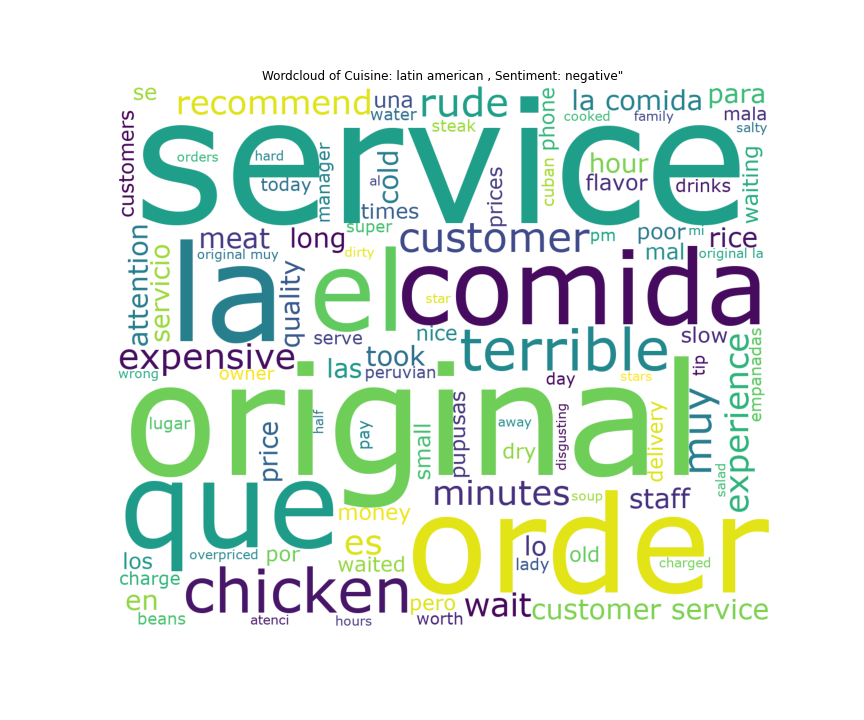 Wordcloud of Cuisine: latin american , Sentiment: negative"
se
recommend
una
water
rude
steak
phone
la comida
cooked
family
para
mala
salty
customers
service
orders
hard
today
manager
al
cold
times
super
prices
cuban
hour
flavor
drinks
waiting
attention
servicio
meat
original muy
long
dirty
customer
pm
poor
mal
mi
rice
original la
la
quality
el
star
comida
serve
nice
slow
expensive
wrong
owner
las
took
peruvian
terrible
day
stars
tip
experience
empanadas
original
lugar
price
half
pay
small
pupusas
away
dry
disgusting
delivery
muy
salad
que
money
minutes
soup
staff
order
los
charge
overpriced
por
es
waited
lo
lady
old
charged
en
beans
chicken
atenci
hours
pero
worth
wait
customer service